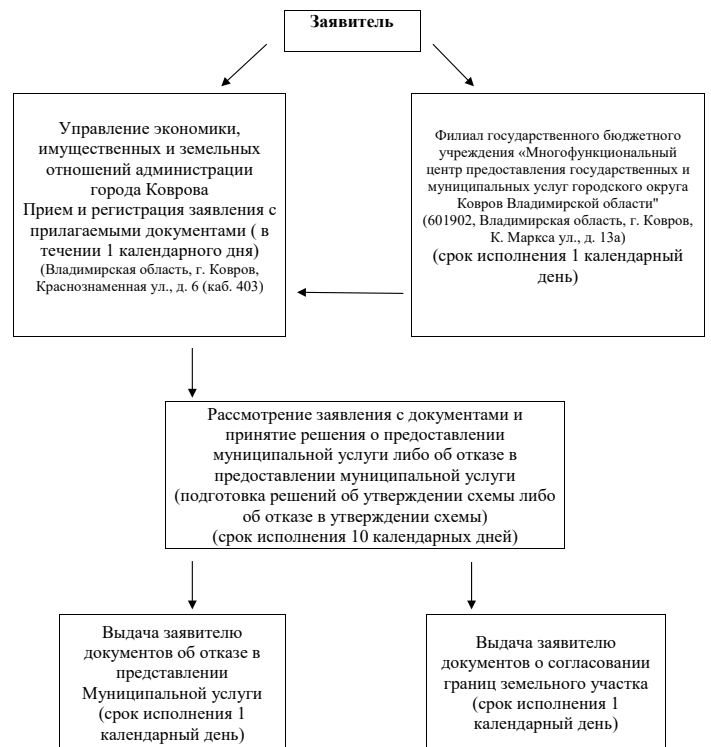 Заявитель
Управление экономики,
имущественных и земельных
отношений администрации
города Коврова
Прием и регистрация заявления с
прилагаемыми документами ( в
течении 1 календарного дня)
(Владимирская область, г. Ковров,
Краснознаменная ул., д. 6 (каб. 403)
Филиал государственного бюджетного
учреждения «Многофункциональный
центр предоставления государственных и
муниципальных услуг городского округа
Ковров Владимирской области"
(601902, Владимирская область, г. Ковров,
К. Маркса ул., д. 13а)
(срок исполнения 1 календарный
день)
Рассмотрение заявления с документами и
принятие решения о предоставлении
муниципальной услуги либо об отказе в
предоставлении муниципальной услуги
(подготовка решений об утверждении схемы либо
об отказе в утверждении схемы)
(срок исполнения 10 календарных дней)
Выдача заявителю
документов об отказе в
представлении
Муниципальной услуги
(срок исполнения 1
календарный день)
Выдача заявителю
документов о согласовании
границ земельного участка
(срок исполнения 1
календарный день)